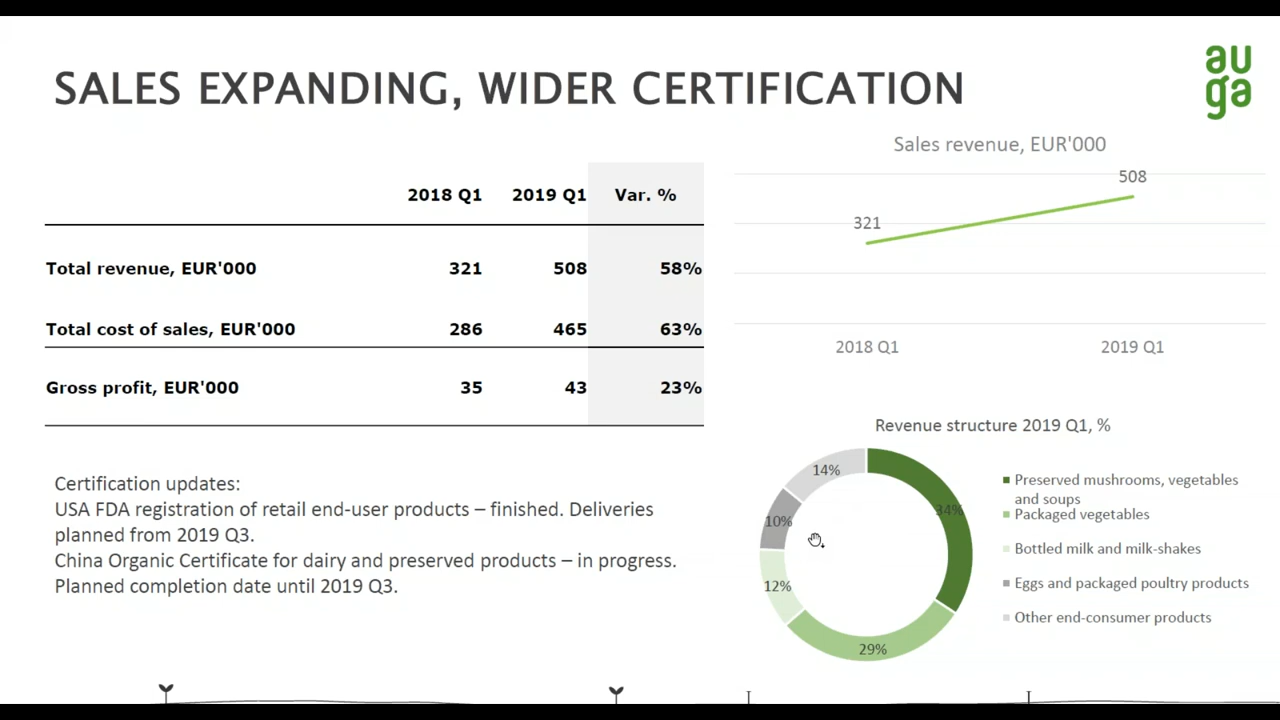 SALES EXPANDING, WIDER CERTIFICATION
au
ga
2018 Q1 2019 Q1 Var. %
Total revenue, EUR'000 321 508 58%
Total cost of sales, EUR'000 286 465 63%
Gross profit, EUR'000 35 43 23%
Certification updates:
USA FDA registration of retail end-user products – finished. Deliveries
planned from 2019 Q3.
China Organic Certificate for dairy and preserved products – in progress.
Planned completion date until 2019 Q3.
Sales revenue, EUR'000
508
321
2018 Q1 2019 Q1
Revenue structure 2019 Q1, %
14%
34%
10%
12%
29%
Preserved mushrooms, vegetables
and soups
Packaged vegetables
Bottled milk and milk-shakes
Eggs and packaged poultry products
Other end-consumer products